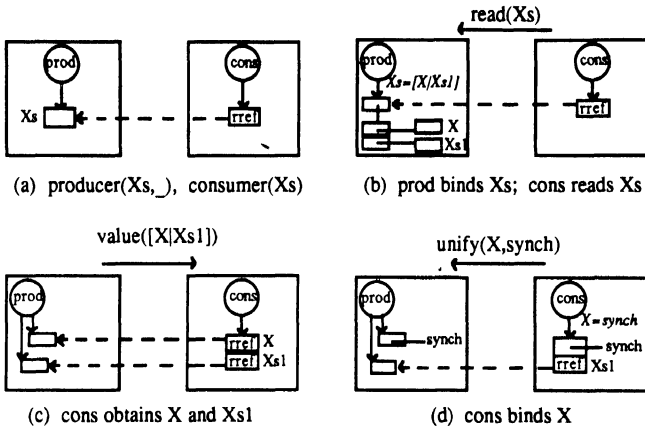 read(Xs)
prod
cons
Xs
rref
prod
cons
Xs=[X|Xs1]
rref
X
Xs1
(a) producer(Xs,_), consumer(Xs)
(b) prod binds Xs; cons reads Xs
value([X|Xs1])
unify(X,synch)
prod
cons
rref X
rref Xs1
prod
cons
X=synch
synch
synch
rref Xs1
(c) cons obtains X and Xs1
(d) cons binds X